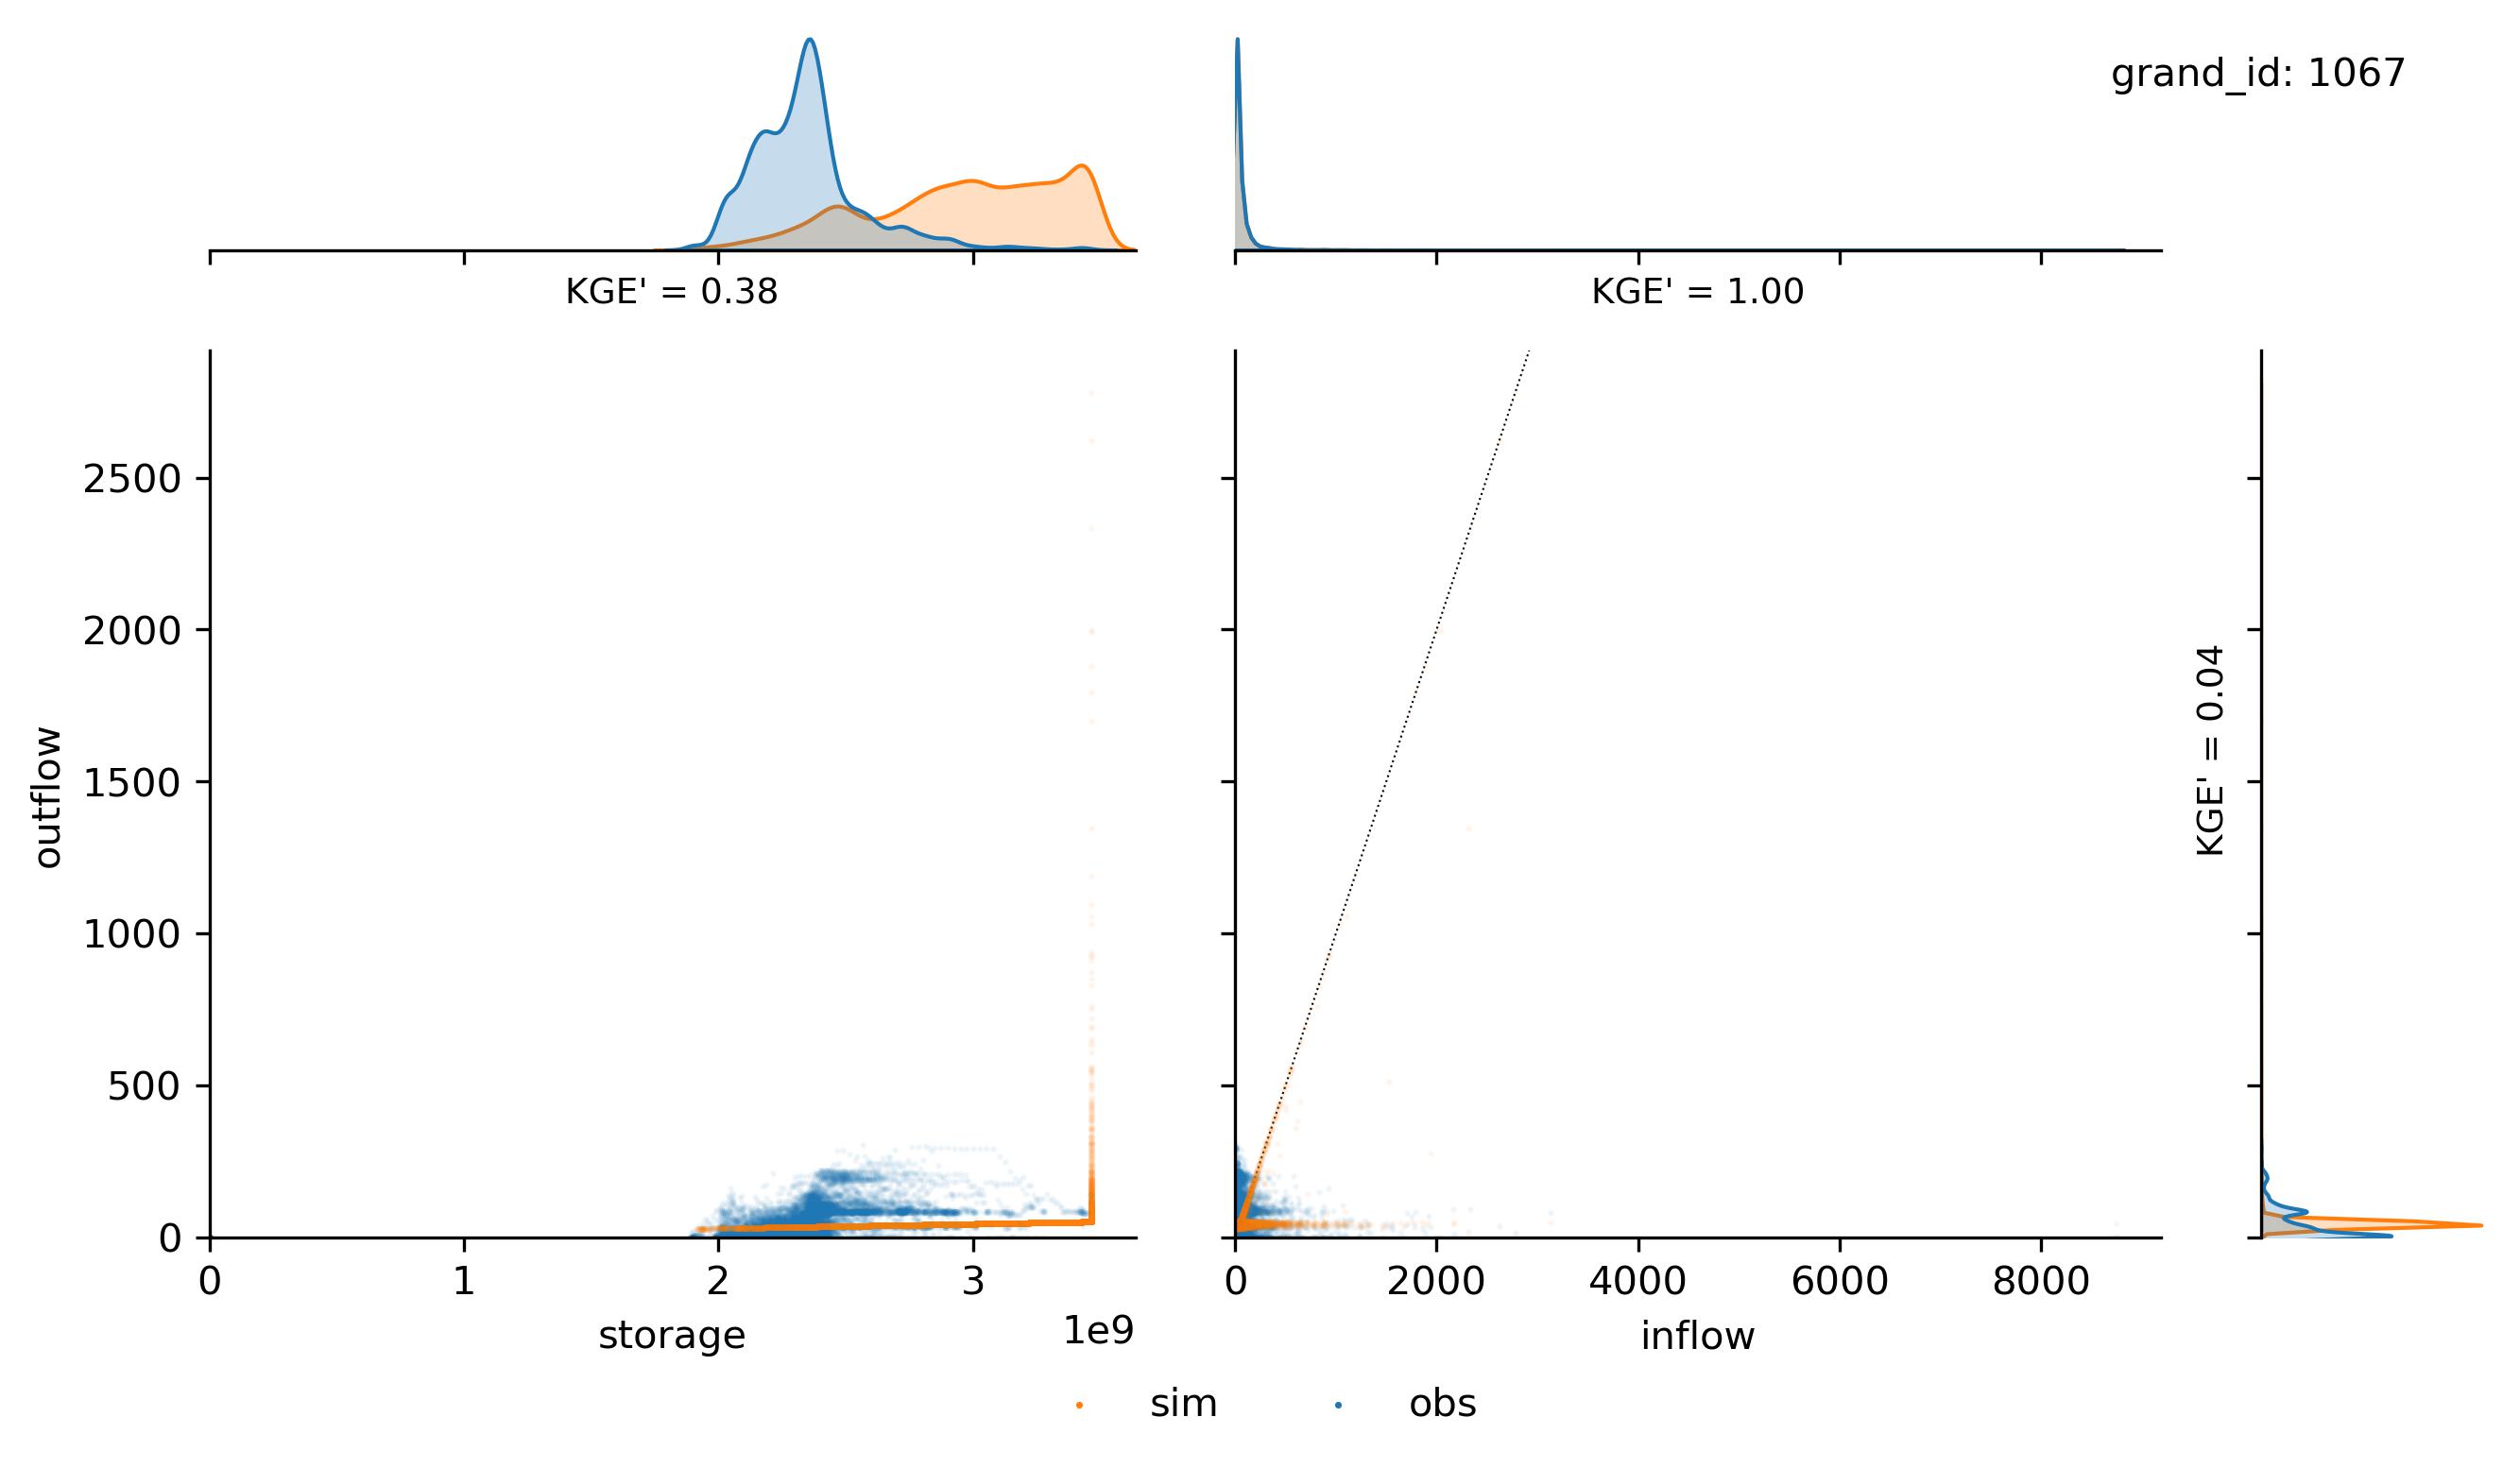 grand_id: 1067
KGE' = 0.38
KGE' = 1.00
outflow
2500
2000
1500
1000
500
0
KGE' = 0.04
0 1 2 3
0 2000 4000 6000 8000
storage
1e9
inflow
sim
obs